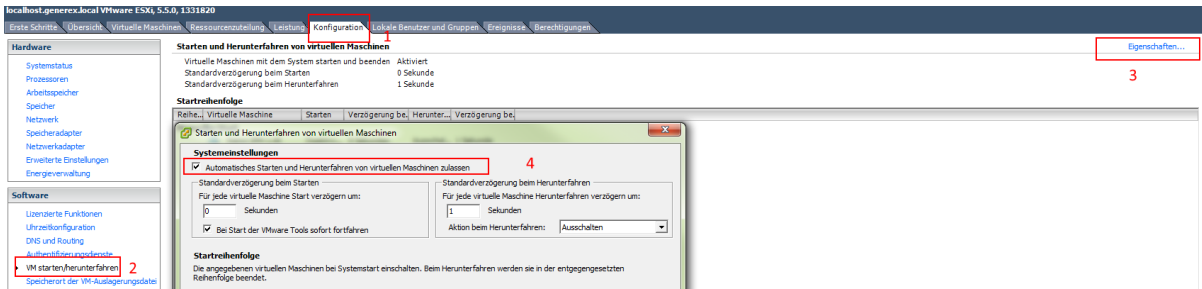 localhost.generex.local VMware ESXi, 5.5.0, 1331820
Erste Schritte Übersicht Virtuelle Maschinen Ressourcenzuteilung Leistung Konfiguration Lokale Benutzer und Gruppen Ereignisse Berechtigungen
1
Hardware
Systemstatus
Prozessoren
Arbeitsspeicher
Speicher
Netzwerk
Speicheradapter
Netzwerkadapter
Erweiterte Einstellungen
Energieverwaltung
Software
Lizenzierte Funktionen
Uhrzeitkonfiguration
DNS und Routing
Authentifizierungsdienste
VM starten/herunterfahren 2
Speicherort der VM-Auslagerungsdatei
Starten und Herunterfahren von virtuellen Maschinen
Eigenschaften...
3
Virtuelle Maschinen mit dem System starten und beenden Aktiviert
Standardverzögerung beim Starten 0 Sekunde
Standardverzögerung beim Herunterfahren 1 Sekunde
Startreihenfolge
Reihe... Virtuelle Maschine Starten Verzögerung be... Herunter... Verzögerung be...
Starten und Herunterfahren von virtuellen Maschinen
Systemeinstellungen
4
Automatisches Starten und Herunterfahren von virtuellen Maschinen zulassen
Standardverzögerung beim Starten
Für jede virtuelle Maschine Start verzögern um:
0 Sekunden
Bei Start der VMware Tools sofort fortfahren
Standardverzögerung beim Herunterfahren
Für jede virtuelle Maschine Herunterfahren verzögern um:
1 Sekunden
Aktion beim Herunterfahren: Ausschalten
Startreihenfolge
Die angegebenen virtuellen Maschinen bei Systemstart einschalten. Beim Herunterfahren werden sie in der entgegengesetzten
Reihenfolge beendet.